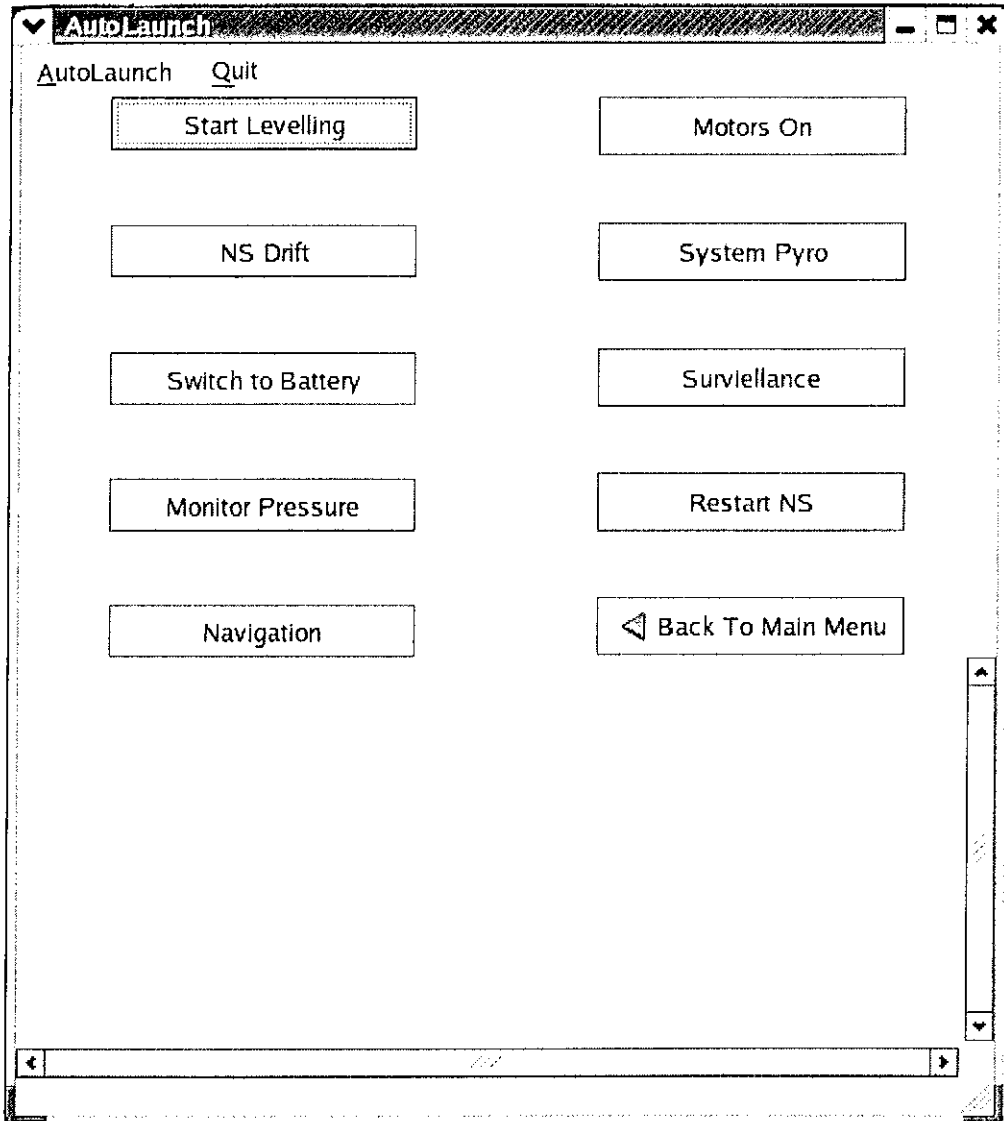 AutoLaunch
AutoLaunch Quit
Start Levelling
Motors On
NS Drift
System Pyro
Switch to Battery
Surviellance
Monitor Pressure
Restart NS
Navigation
Back To Main Menu